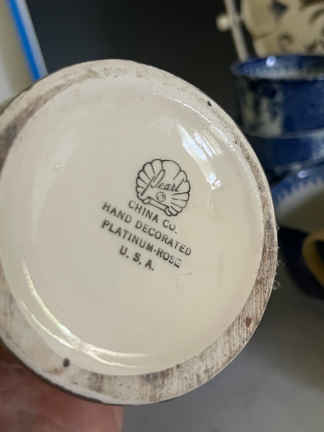 Pearl
CHINA CO.
HAND DECORATED
PLATINUM-ROSE
U. S. A.